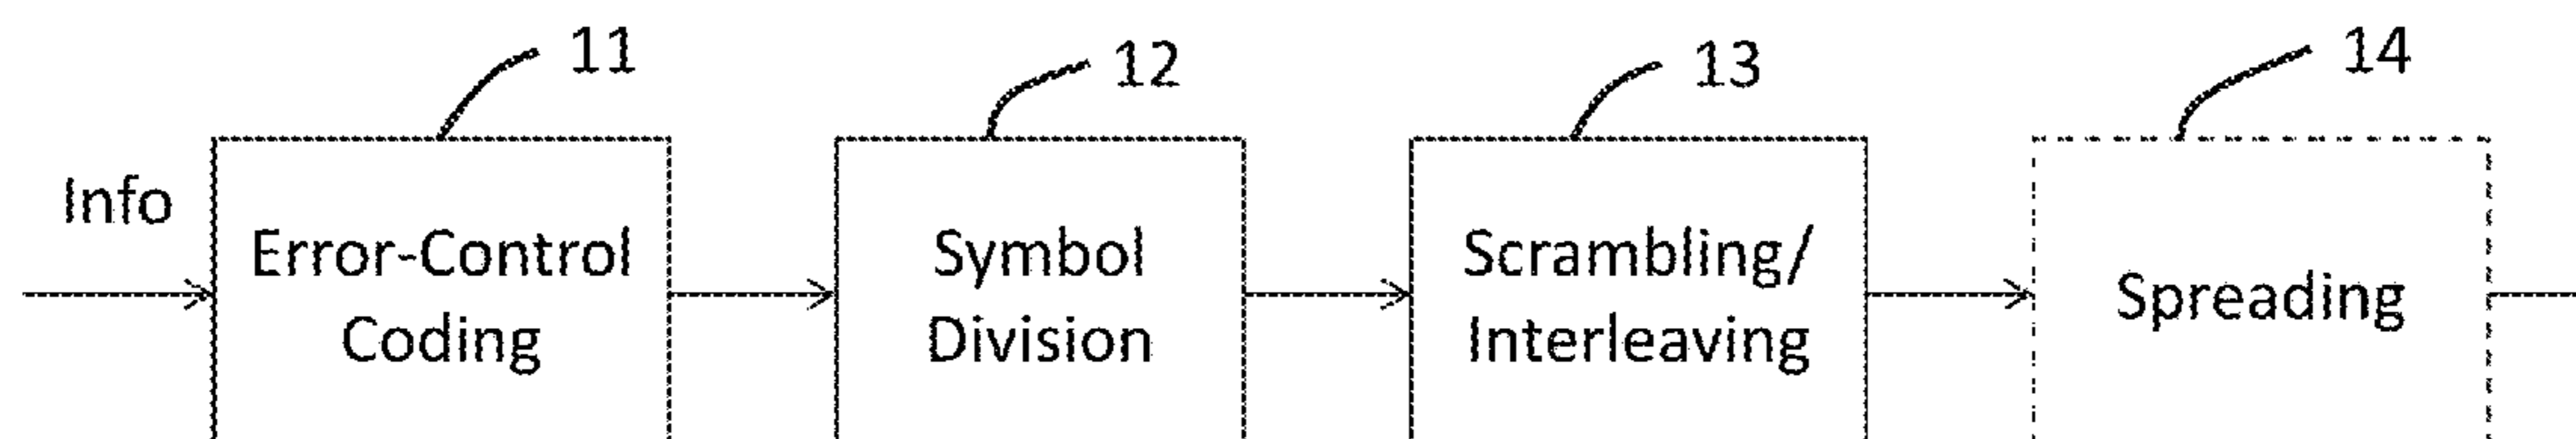 11
12
13
14
Info
Error-Control
Coding
Symbol
Division
Scrambling/
Interleaving
Spreading